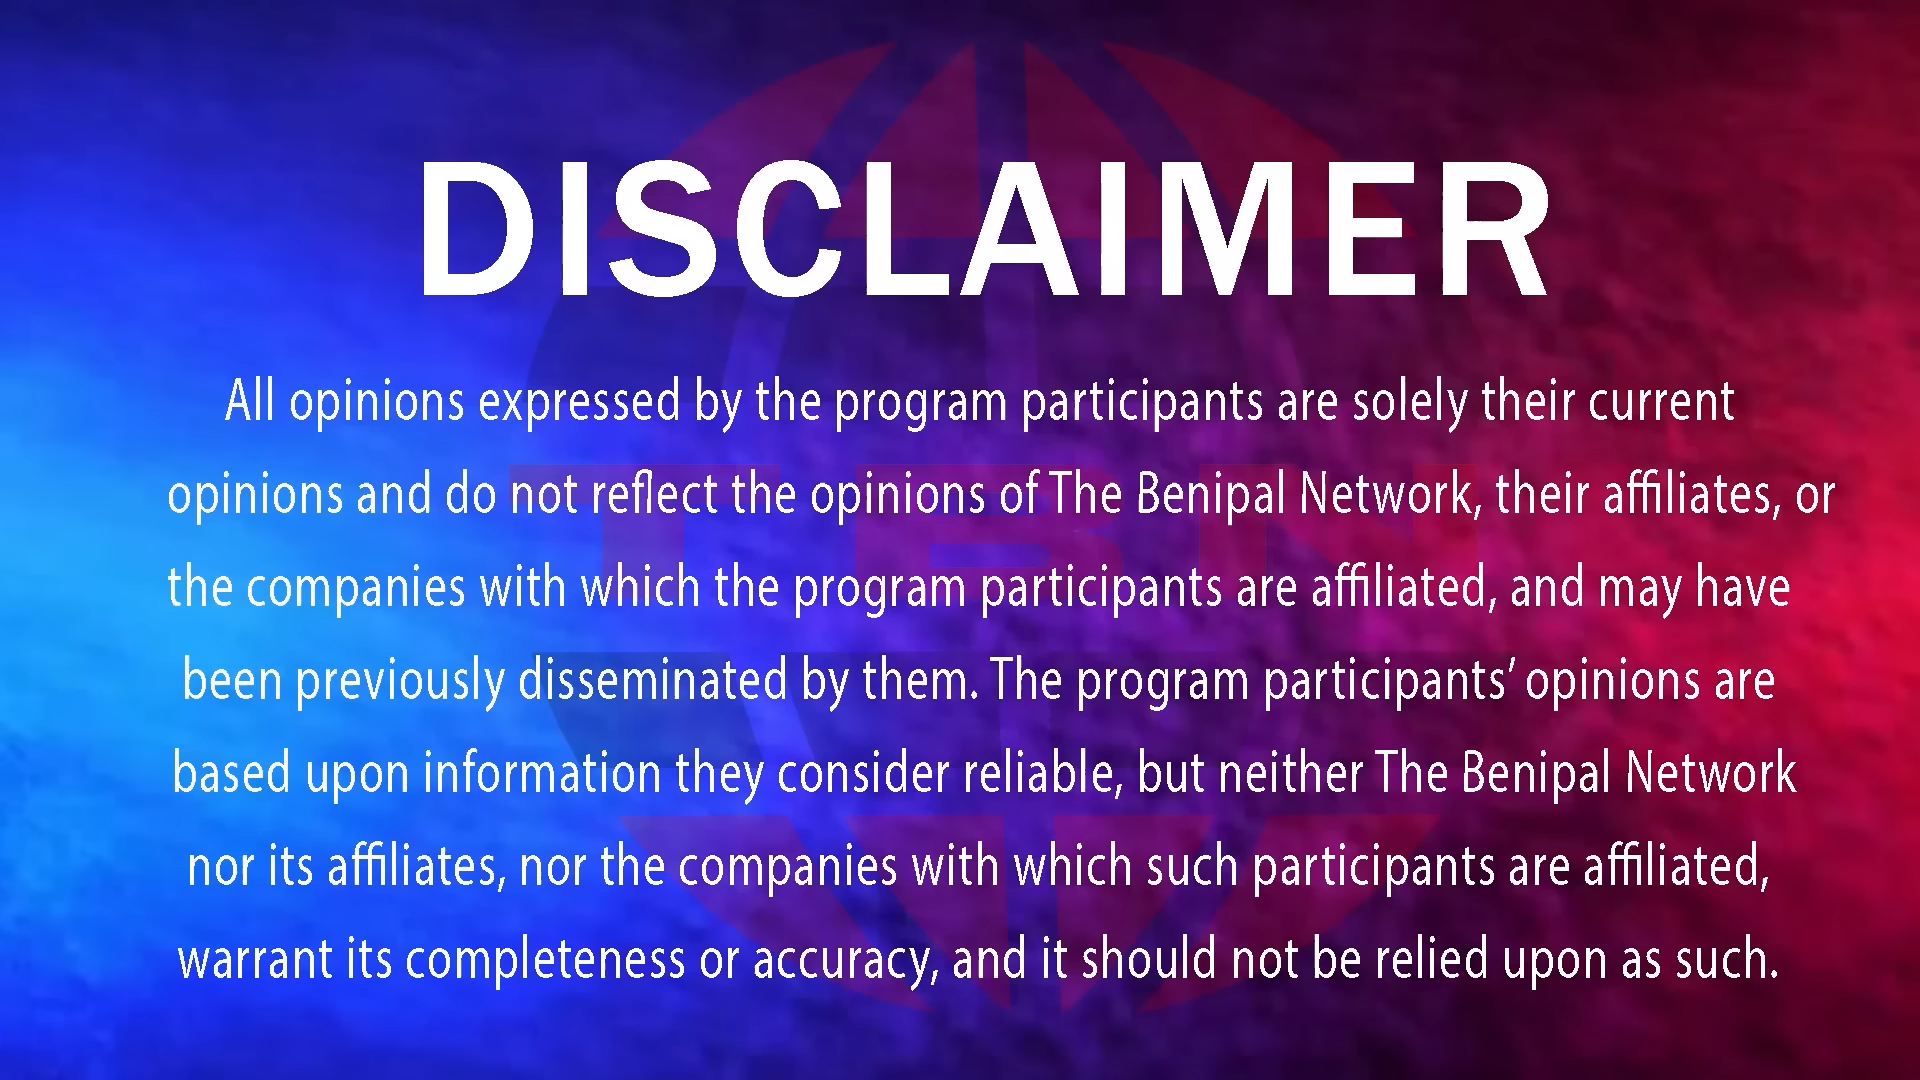 DISCLAIMER
All opinions expressed by the program participants are solely their current
opinions and do not reflect the opinions of The Benipal Network, their affiliates, or
the companies with which the program participants are affiliated, and may have
been previously disseminated by them. The program participants’ opinions are
based upon information they consider reliable, but neither The Benipal Network
nor its affiliates, nor the companies with which such participants are affiliated,
warrant its completeness or accuracy, and it should not be relied upon as such.
TBN